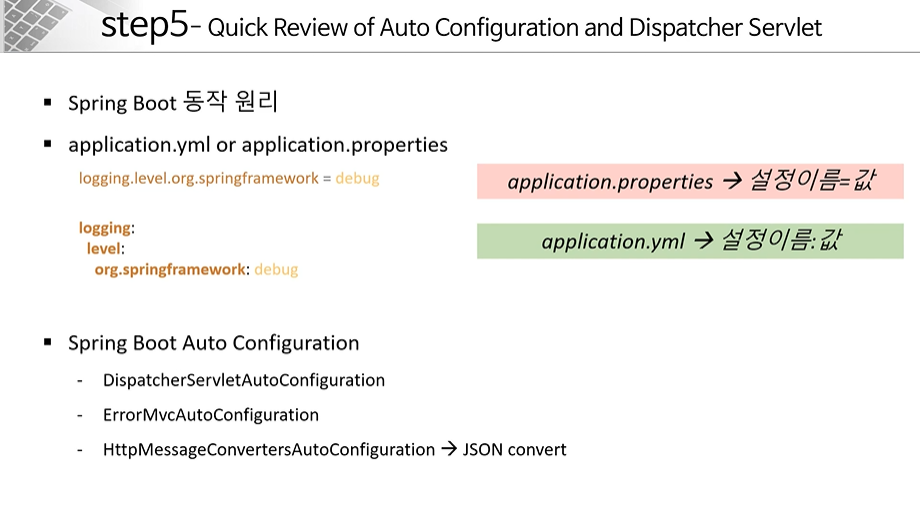 step5- Quick Review of Auto Configuration and Dispatcher Servlet
▪ Spring Boot 동작 원리
▪ application.yml or application.properties
logging.level.org.springframework = debug
application.properties → 설정이름=값
logging:
level:
org.springframework: debug
application.yml → 설정이름:값
▪ Spring Boot Auto Configuration
- DispatcherServletAutoConfiguration
- ErrorMvcAutoConfiguration
- HttpMessageConvertersAutoConfiguration → JSON convert